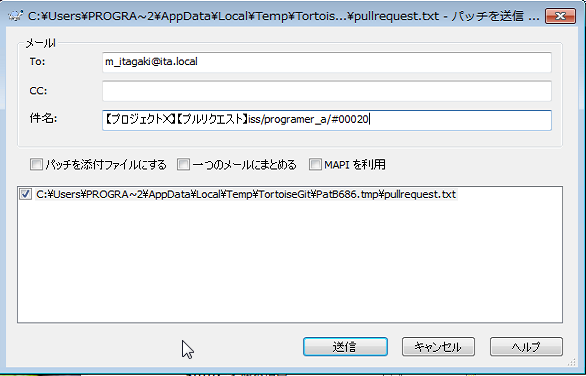 C:¥Users¥PROGRA~2¥AppData¥Local¥Temp¥Tortois...¥pullrequest.txt - パッチを送信 ...
メール
To: m_itagaki@ita.local
CC:
件名: 【プロジェクトX】【プルリクエスト】iss/programer_a/#00020
パッチを添付ファイルにする 一つのメールにまとめる MAPI を利用
C:¥Users¥PROGRA~2¥AppData¥Local¥Temp¥TortoiseGit¥PatB686.tmp¥pullrequest.txt
送信 キャンセル ヘルプ